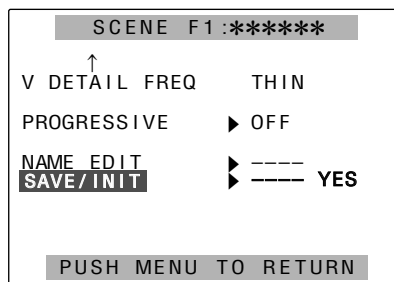 SCENE F1:******
↑
V DETAIL FREQ THIN
PROGRESSIVE ▶ OFF
NAME EDIT ▶ ----
SAVE/INIT ▶ ---- YES
PUSH MENU TO RETURN